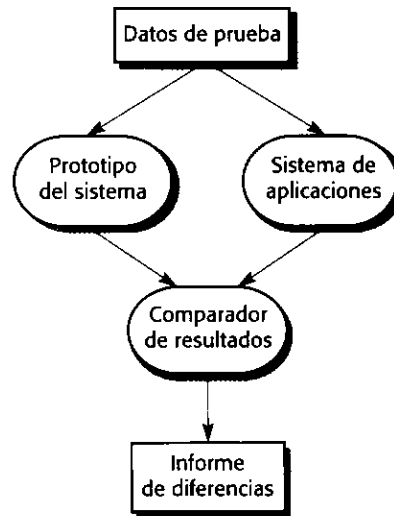 Datos de prueba
Prototipo
del sistema
Sistema de
aplicaciones
Comparador
de resultados
Informe
de diferencias